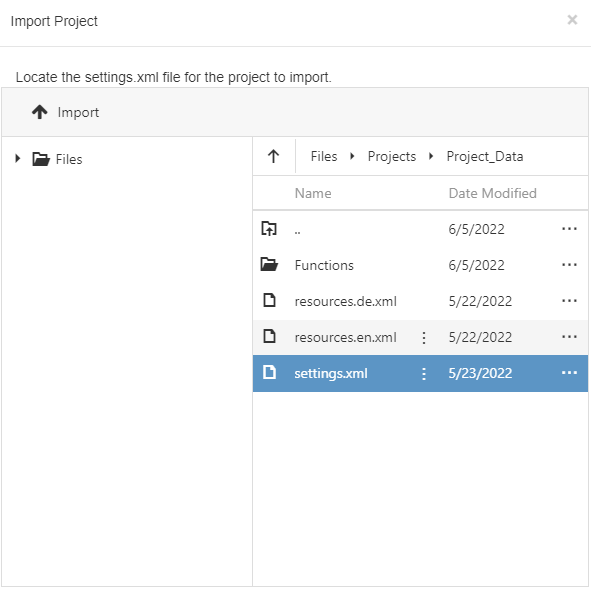 Import Project
Locate the settings.xml file for the project to import.
Import
Files
Files Projects Project_Data
Name Date Modified
.. 6/5/2022
Functions 6/5/2022
resources.de.xml 5/22/2022
resources.en.xml 5/22/2022
settings.xml 5/23/2022